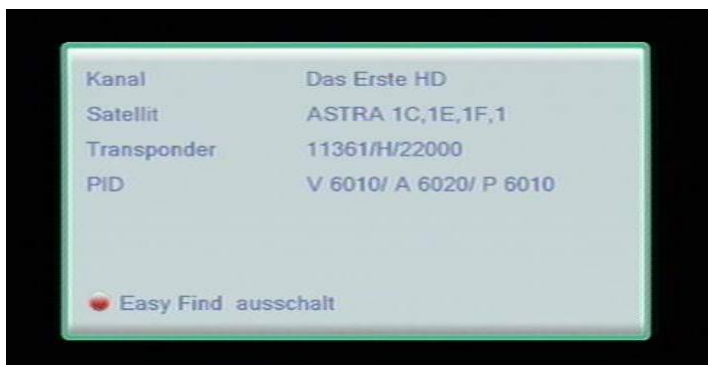 Kanal Das Erste HD
Satellit ASTRA 1C,1E,1F,1
Transponder 11361/H/22000
PID V 6010/ A 6020/ P 6010
Easy Find ausschalt